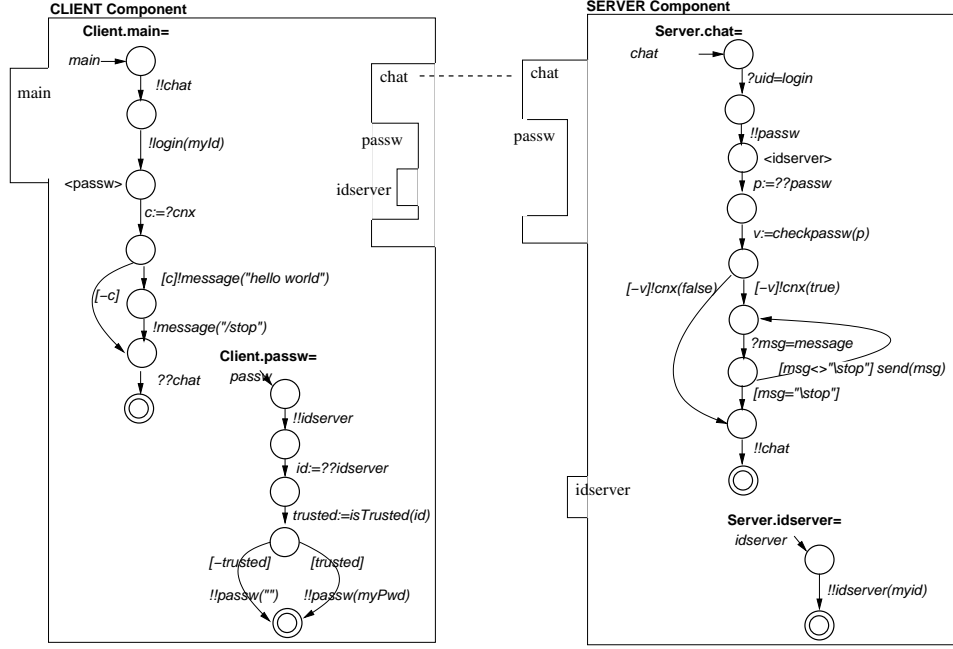 CLIENT Component
Client.main=
main
main
!!chat
!login(myId)
<passw>
c:=?cnx
[c]!message("hello world")
[−c]
!message("/stop")
??chat
chat
passw
idserver
Client.passw=
passw
!!idserver
id:=??idserver
trusted:=isTrusted(id)
[−trusted]
[trusted]
!!passw("")
!!passw(myPwd)
SERVER Component
Server.chat=
chat
chat
passw
?uid=login
!!passw
<idserver>
p:=??passw
v:=checkpassw(p)
[−v]!cnx(false)
[−v]!cnx(true)
?msg=message
[msg<>"\stop"] send(msg)
[msg="\stop"]
!!chat
idserver
Server.idserver=
idserver
!!idserver(myid)